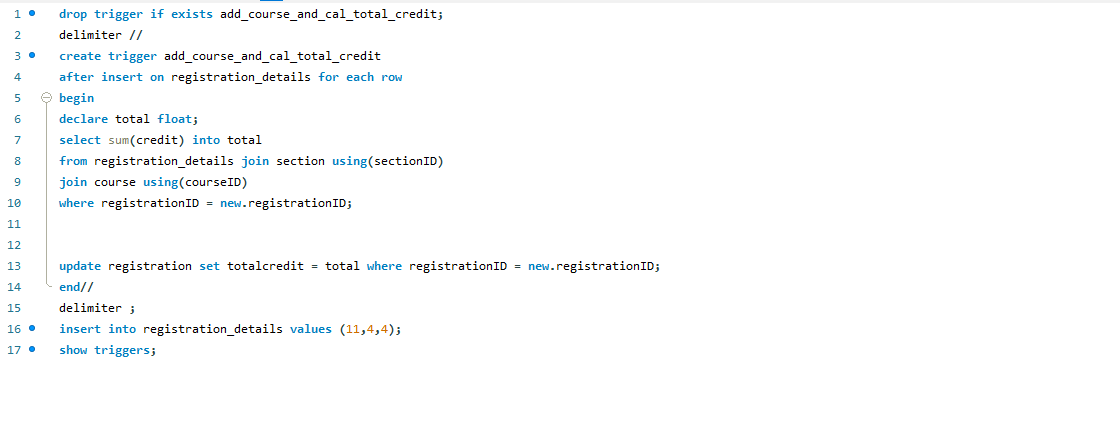 1 drop trigger if exists add_course_and_cal_total_credit;
2 delimiter //
3 create trigger add_course_and_cal_total_credit
4 after insert on registration_details for each row
5 begin
6 declare total float;
7 select sum(credit) into total
8 from registration_details join section using(sectionID)
9 join course using(courseID)
10 where registrationID = new.registrationID;
11
12
13 update registration set totalcredit = total where registrationID = new.registrationID;
14 end//
15 delimiter ;
16 insert into registration_details values (11,4,4);
17 show triggers;